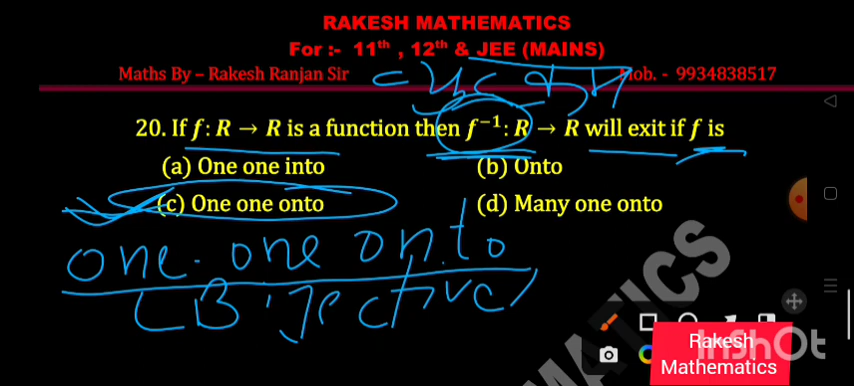 RAKESH MATHEMATICS
For :- 11th , 12th & JEE (MAINS)
Maths By – Rakesh Ranjan Sir Mob. - 9934838517
20. If f: R → R is a function then f⁻¹: R → R will exit if f is
(a) One one into (b) Onto
(c) One one onto (d) Many one onto
one-one onto
(Bijective)
MATICS
Rakesh
Mathematics
InShot